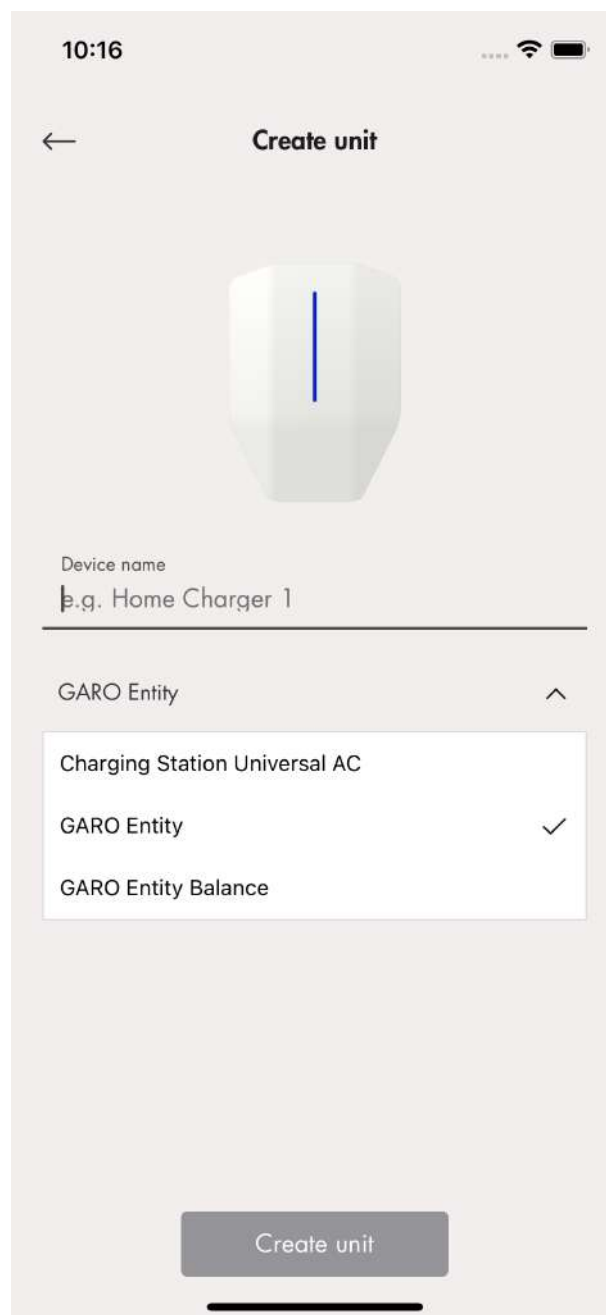 10:16
Create unit
Device name
e.g. Home Charger 1
GARO Entity
Charging Station Universal AC
GARO Entity
GARO Entity Balance
Create unit